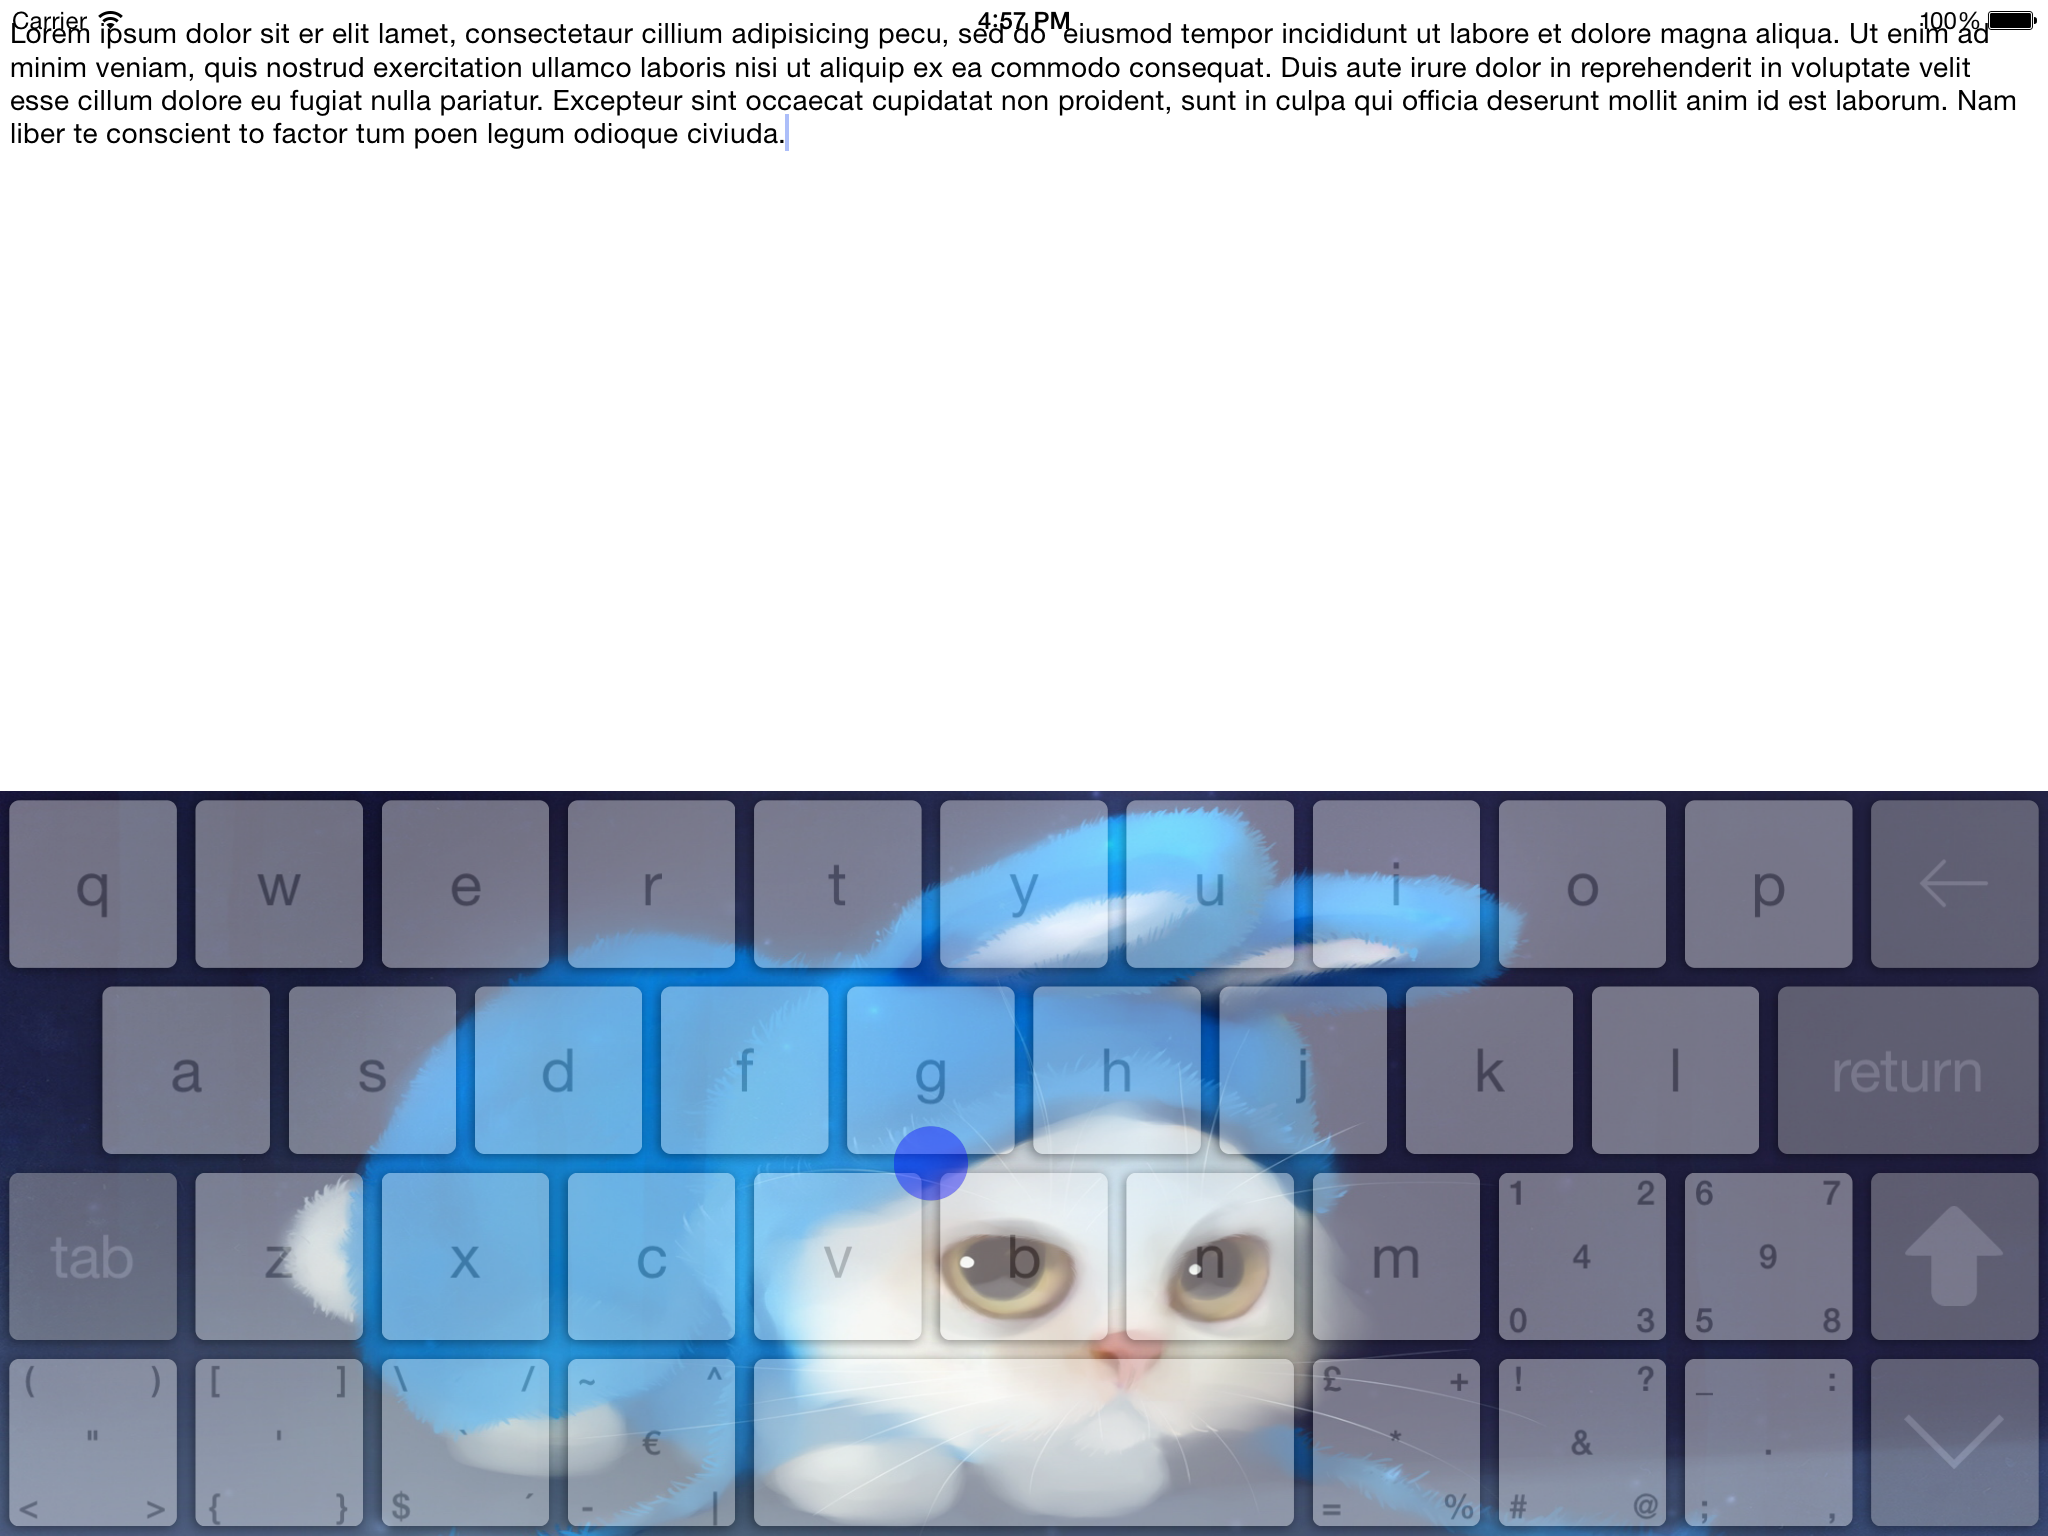 Carrier 4:57 PM 100%
Lorem ipsum dolor sit er elit lamet, consectetaur cillium adipisicing pecu, sed do eiusmod tempor incididunt ut labore et dolore magna aliqua. Ut enim ad
minim veniam, quis nostrud exercitation ullamco laboris nisi ut aliquip ex ea commodo consequat. Duis aute irure dolor in reprehenderit in voluptate velit
esse cillum dolore eu fugiat nulla pariatur. Excepteur sint occaecat cupidatat non proident, sunt in culpa qui officia deserunt mollit anim id est laborum. Nam
liber te conscient to factor tum poen legum odioque civiuda.
q w e r t y u i o p ←
a s d f g h j k l return
1 2 6 7
tab z x c v b n m 4 9
0 3 5 8
( ) [ ] \ / ~ ^ £ + ! ? _ :
" ' ` € * & .
< > { } $ ´ - | = % # @ ; ,